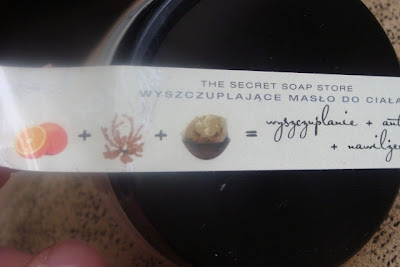 THE SECRET SOAP STORE
WYSZCZUPLAJĄCE MASŁO DO CIAŁA
+ + = wyszczuplanie + ant
+ nawilże